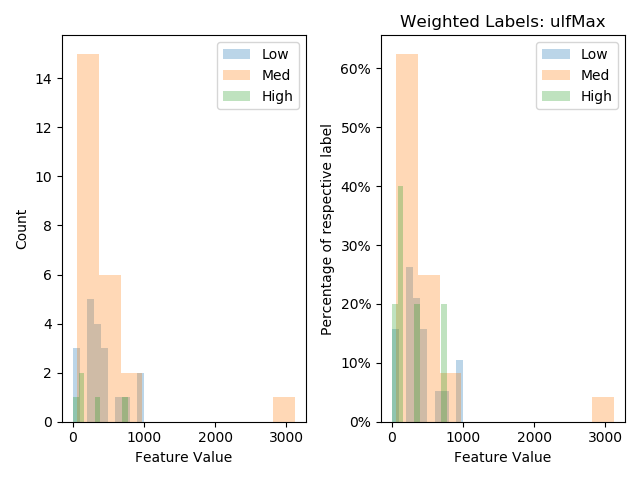 Weighted Labels: ulfMax
Count
14
12
10
8
6
4
2
0
0
1000
2000
3000
Feature Value
Low
Med
High
Percentage of respective label
60%
50%
40%
30%
20%
10%
0%
0
1000
2000
3000
Feature Value
Low
Med
High